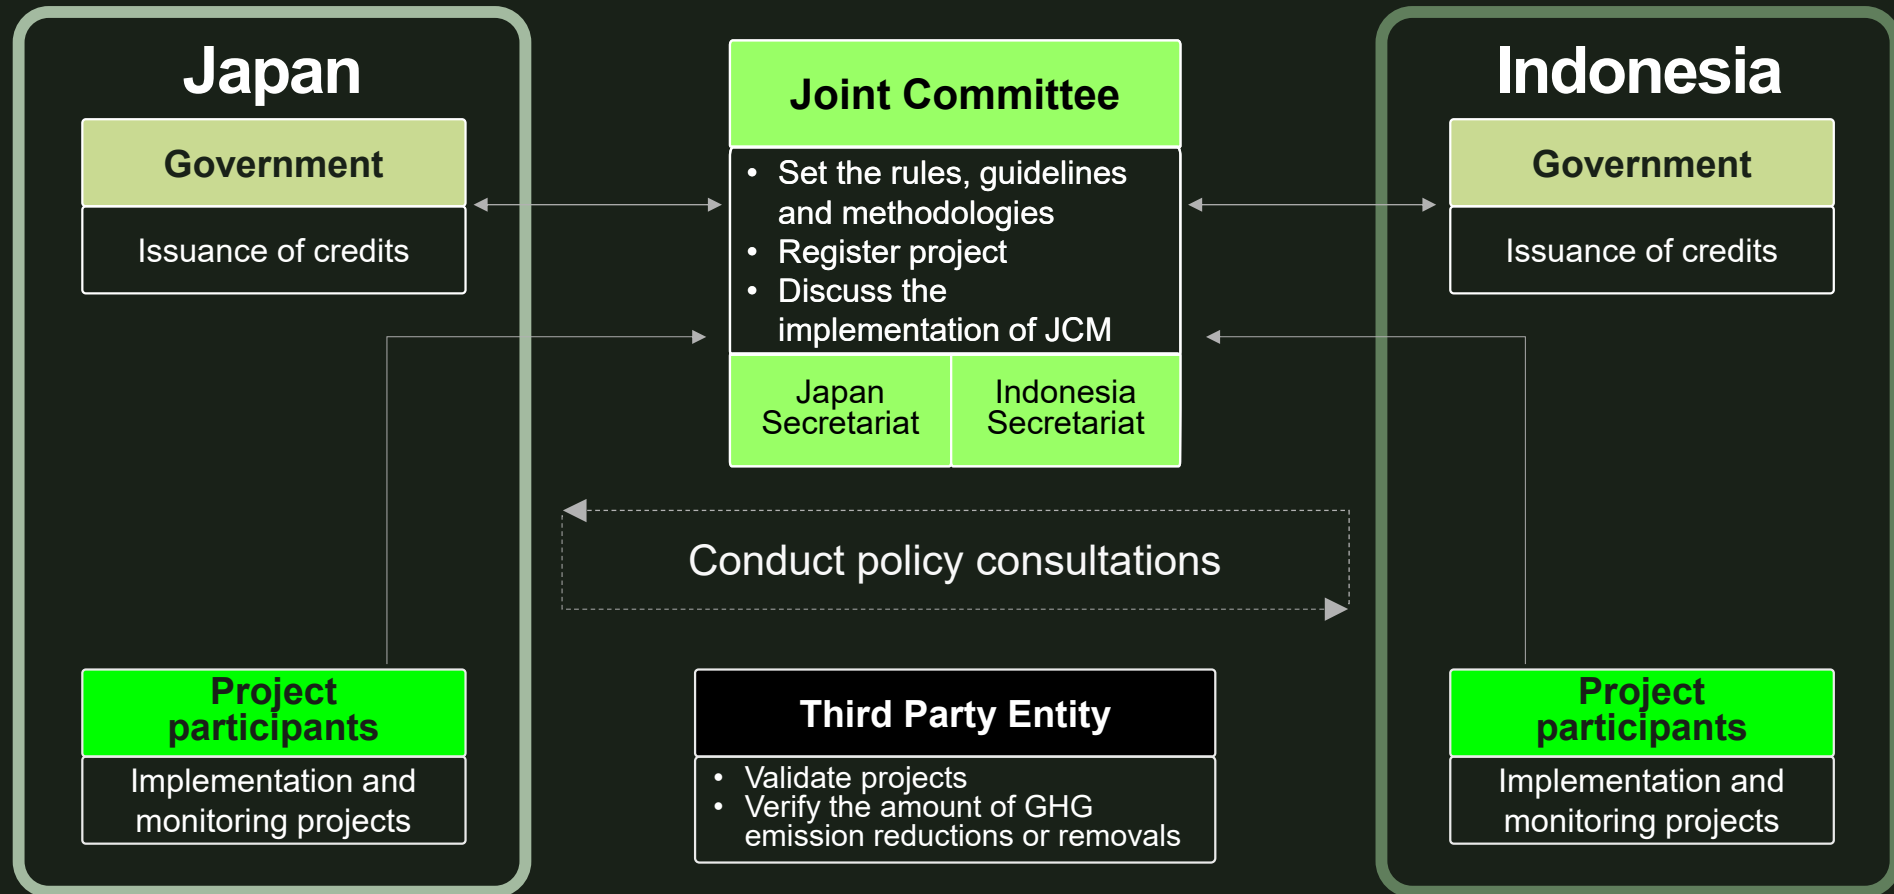 Japan
Government
Issuance of credits
Project
participants
Implementation and
monitoring projects
Joint Committee
• Set the rules, guidelines
and methodologies
• Register project
• Discuss the
implementation of JCM
Japan
Secretariat
Indonesia
Secretariat
Conduct policy consultations
Third Party Entity
• Validate projects
• Verify the amount of GHG
emission reductions or removals
Indonesia
Government
Issuance of credits
Project
participants
Implementation and
monitoring projects